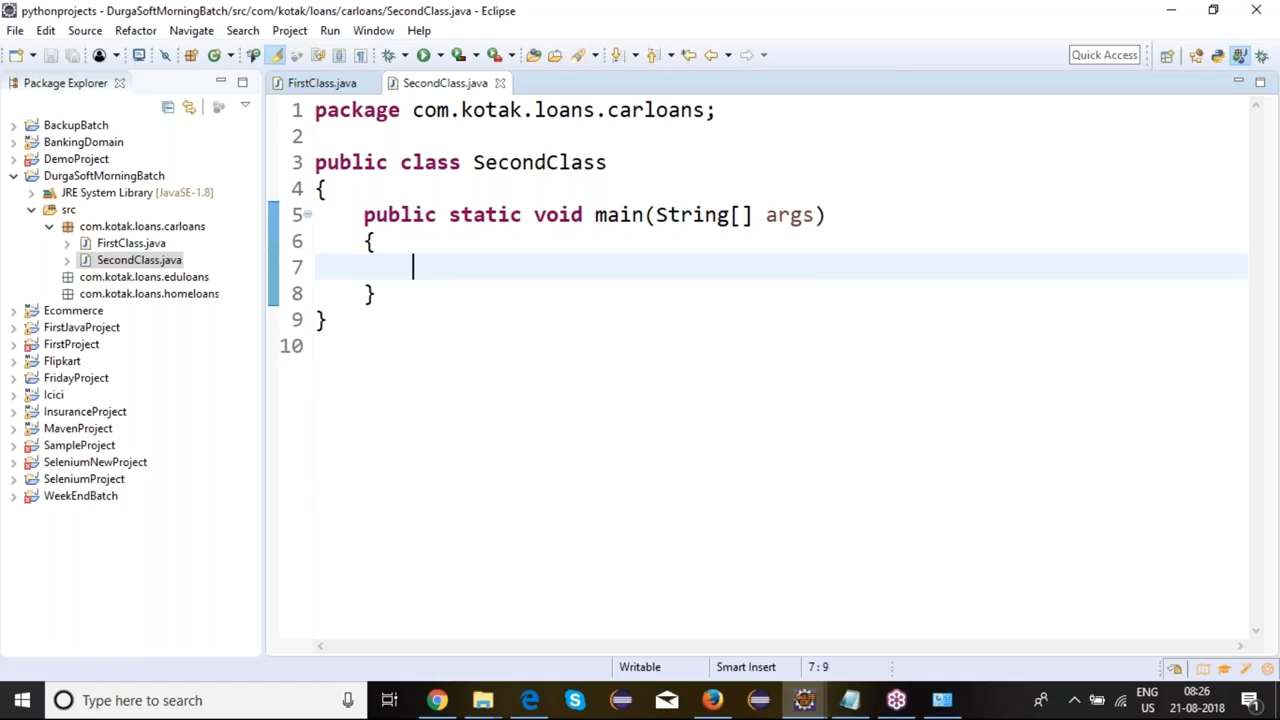 pythonprojects - DurgaSoftMorningBatch/src/com/kotak/loans/carloans/SecondClass.java - Eclipse
File Edit Source Refactor Navigate Search Project Run Window Help
Quick Access
Package Explorer
FirstClass.java
SecondClass.java
BackupBatch
BankingDomain
DemoProject
DurgaSoftMorningBatch
JRE System Library [JavaSE-1.8]
src
com.kotak.loans.carloans
FirstClass.java
SecondClass.java
com.kotak.loans.eduloans
com.kotak.loans.homeloans
Ecommerce
FirstJavaProject
FirstProject
Flipkart
FridayProject
Icici
InsuranceProject
MavenProject
SampleProject
SeleniumNewProject
SeleniumProject
WeekEndBatch
1 package com.kotak.loans.carloans;
2
3 public class SecondClass
4 {
5 public static void main(String[] args)
6 {
7
8 }
9 }
10
Writable Smart Insert 7 : 9
Type here to search
ENG 08:26
US 21-08-2018
1